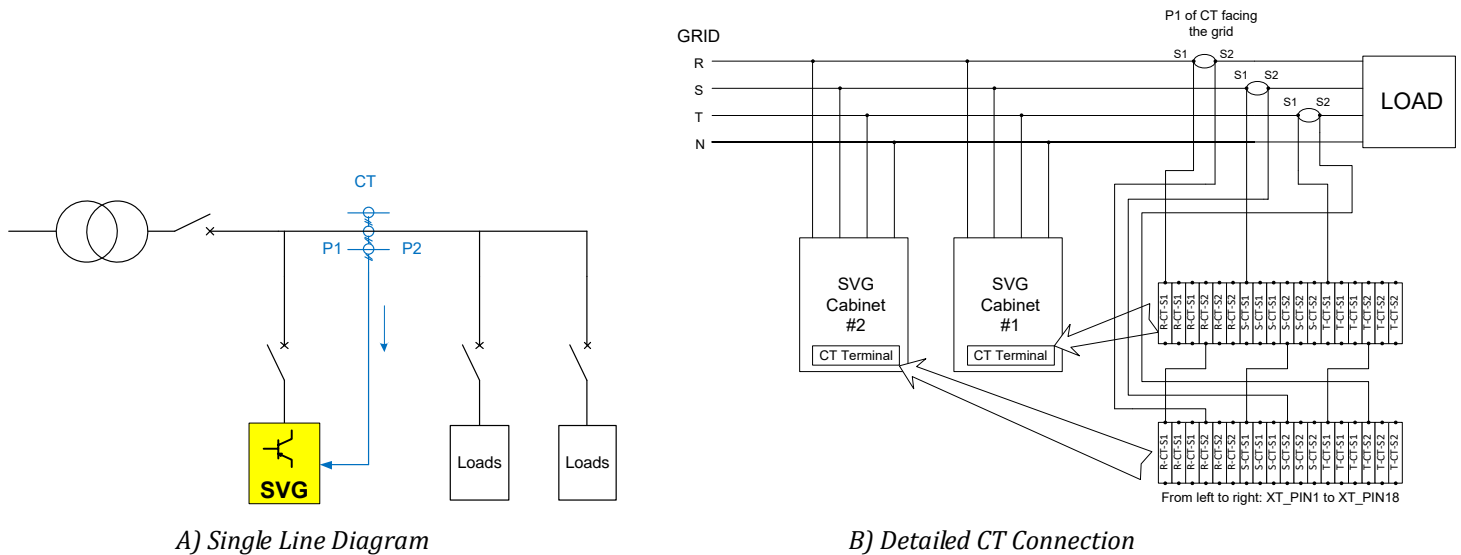 CT
P1
P2
SVG
Loads
Loads
A) Single Line Diagram
P1 of CT facing
the grid
GRID
R
S
T
N
S1
S2
S1
S2
S1
S2
LOAD
SVG
Cabinet
#2
CT Terminal
SVG
Cabinet
#1
CT Terminal
R-CT-S1
R-CT-S1
R-CT-S1
R-CT-S2
R-CT-S2
R-CT-S2
S-CT-S1
S-CT-S1
S-CT-S1
S-CT-S2
S-CT-S2
S-CT-S2
T-CT-S1
T-CT-S1
T-CT-S1
T-CT-S2
T-CT-S2
T-CT-S2
R-CT-S1
R-CT-S1
R-CT-S1
R-CT-S2
R-CT-S2
R-CT-S2
S-CT-S1
S-CT-S1
S-CT-S1
S-CT-S2
S-CT-S2
S-CT-S2
T-CT-S1
T-CT-S1
T-CT-S1
T-CT-S2
T-CT-S2
T-CT-S2
From left to right: XT_PIN1 to XT_PIN18
B) Detailed CT Connection